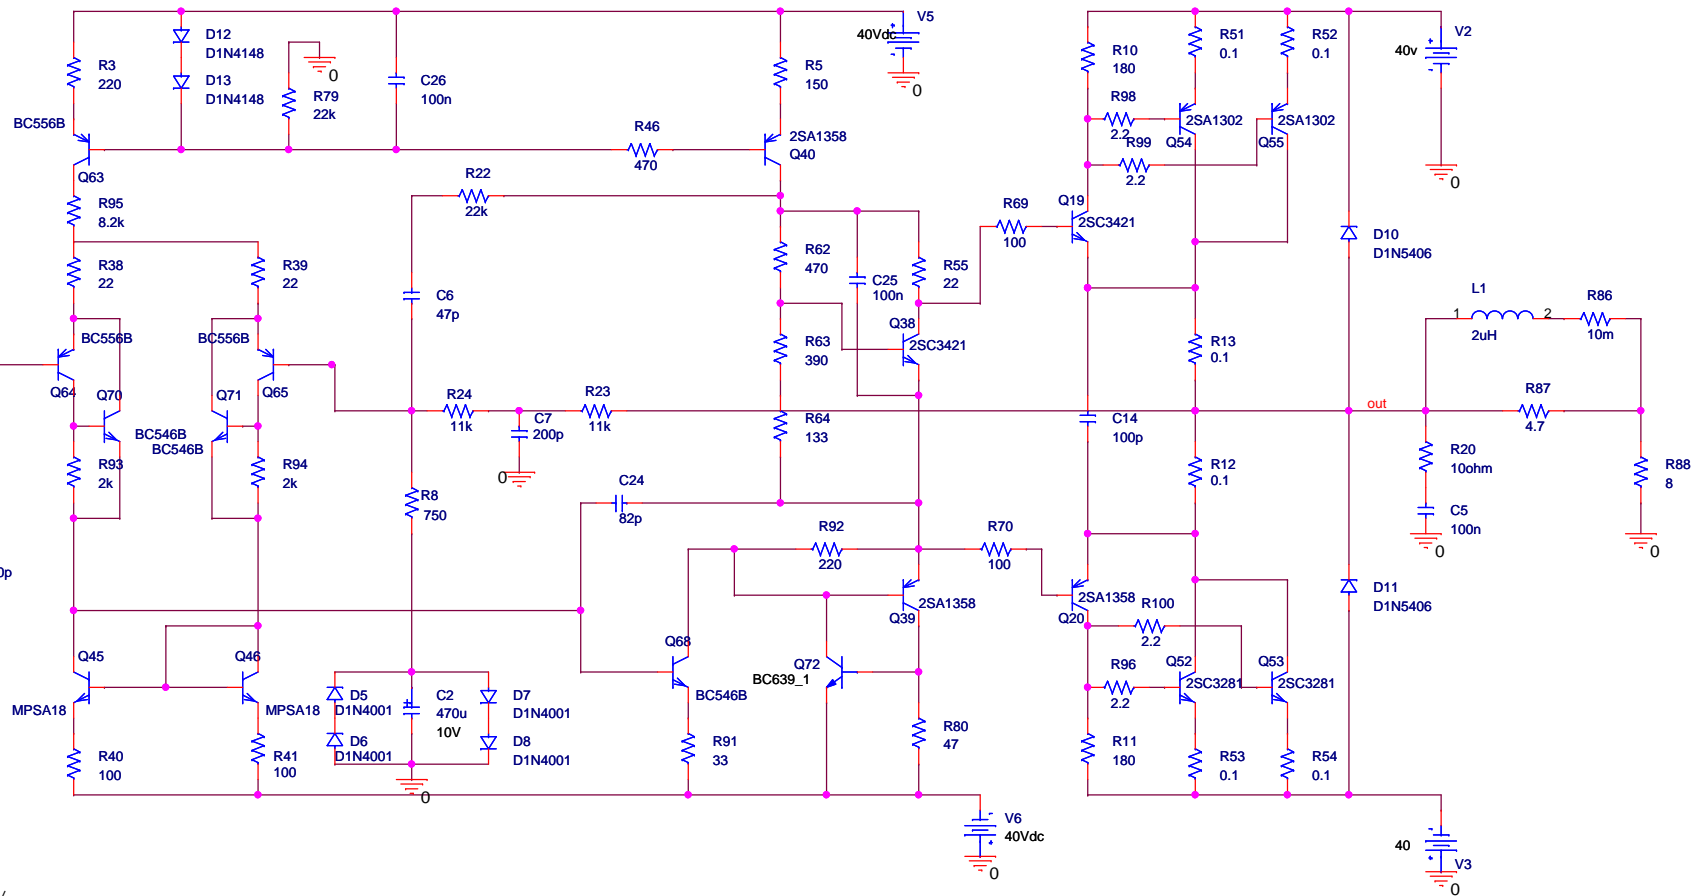 V5
40Vdc
0
V2
40v
0
D12
D1N4148
D13
D1N4148
0
R79
22k
C26
100n
R3
220
R5
150
R10
180
R51
0.1
R52
0.1
BC556B
Q63
R46
470
2SA1358
Q40
R98
2.2
R99
2.2
2SA1302
Q54
2SA1302
Q55
R95
8.2k
R22
22k
R69
100
Q19
2SC3421
D10
D1N5406
R38
22
R39
22
C6
47p
R62
470
C25
100n
R55
22
L1
1
2
2uH
R86
10m
BC556B
Q64
BC556B
Q65
R63
390
Q38
2SC3421
R13
0.1
Q70
BC546B
Q71
BC546B
R24
11k
C7
200p
0
R23
11k
R64
133
C14
100p
out
R87
4.7
R93
2k
R94
2k
R8
750
C24
82p
R12
0.1
R20
10ohm
C5
100n
0
R88
8
0
0p
R92
220
R70
100
2SA1358
Q39
2SA1358
Q20
R100
2.2
D11
D1N5406
Q45
MPSA18
Q46
MPSA18
Q68
BC546B
Q72
BC639_1
R96
2.2
Q52
2SC3281
Q53
2SC3281
D5
D1N4001
D6
D1N4001
C2
470u
10V
D7
D1N4001
D8
D1N4001
0
R40
100
R41
100
R91
33
R80
47
R11
180
R53
0.1
R54
0.1
V6
40Vdc
0
40
V3
0